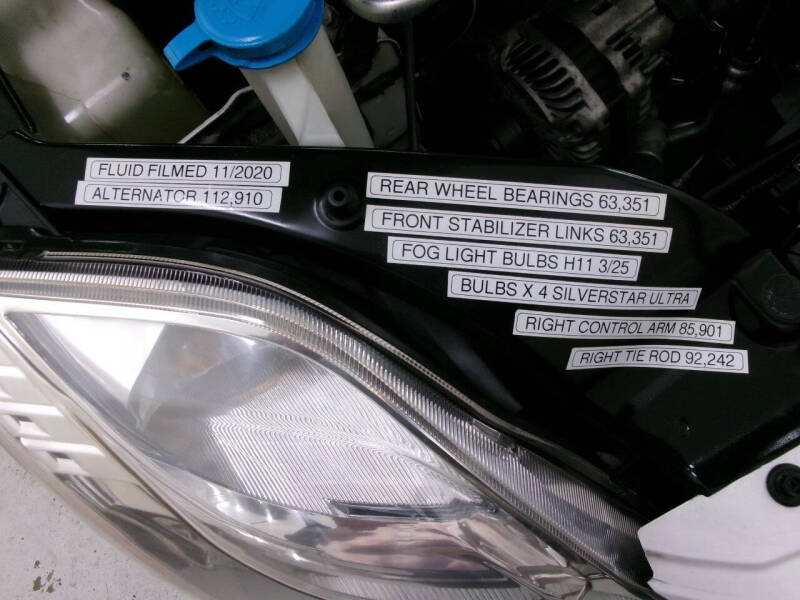 FLUID FILMED 11/2020
ALTERNATOR 112,910
REAR WHEEL BEARINGS 63,351
FRONT STABILIZER LINKS 63,351
FOG LIGHT BULBS H11 3/25
BULBS X 4 SILVERSTAR ULTRA
RIGHT CONTROL ARM 85,901
RIGHT TIE ROD 92,242